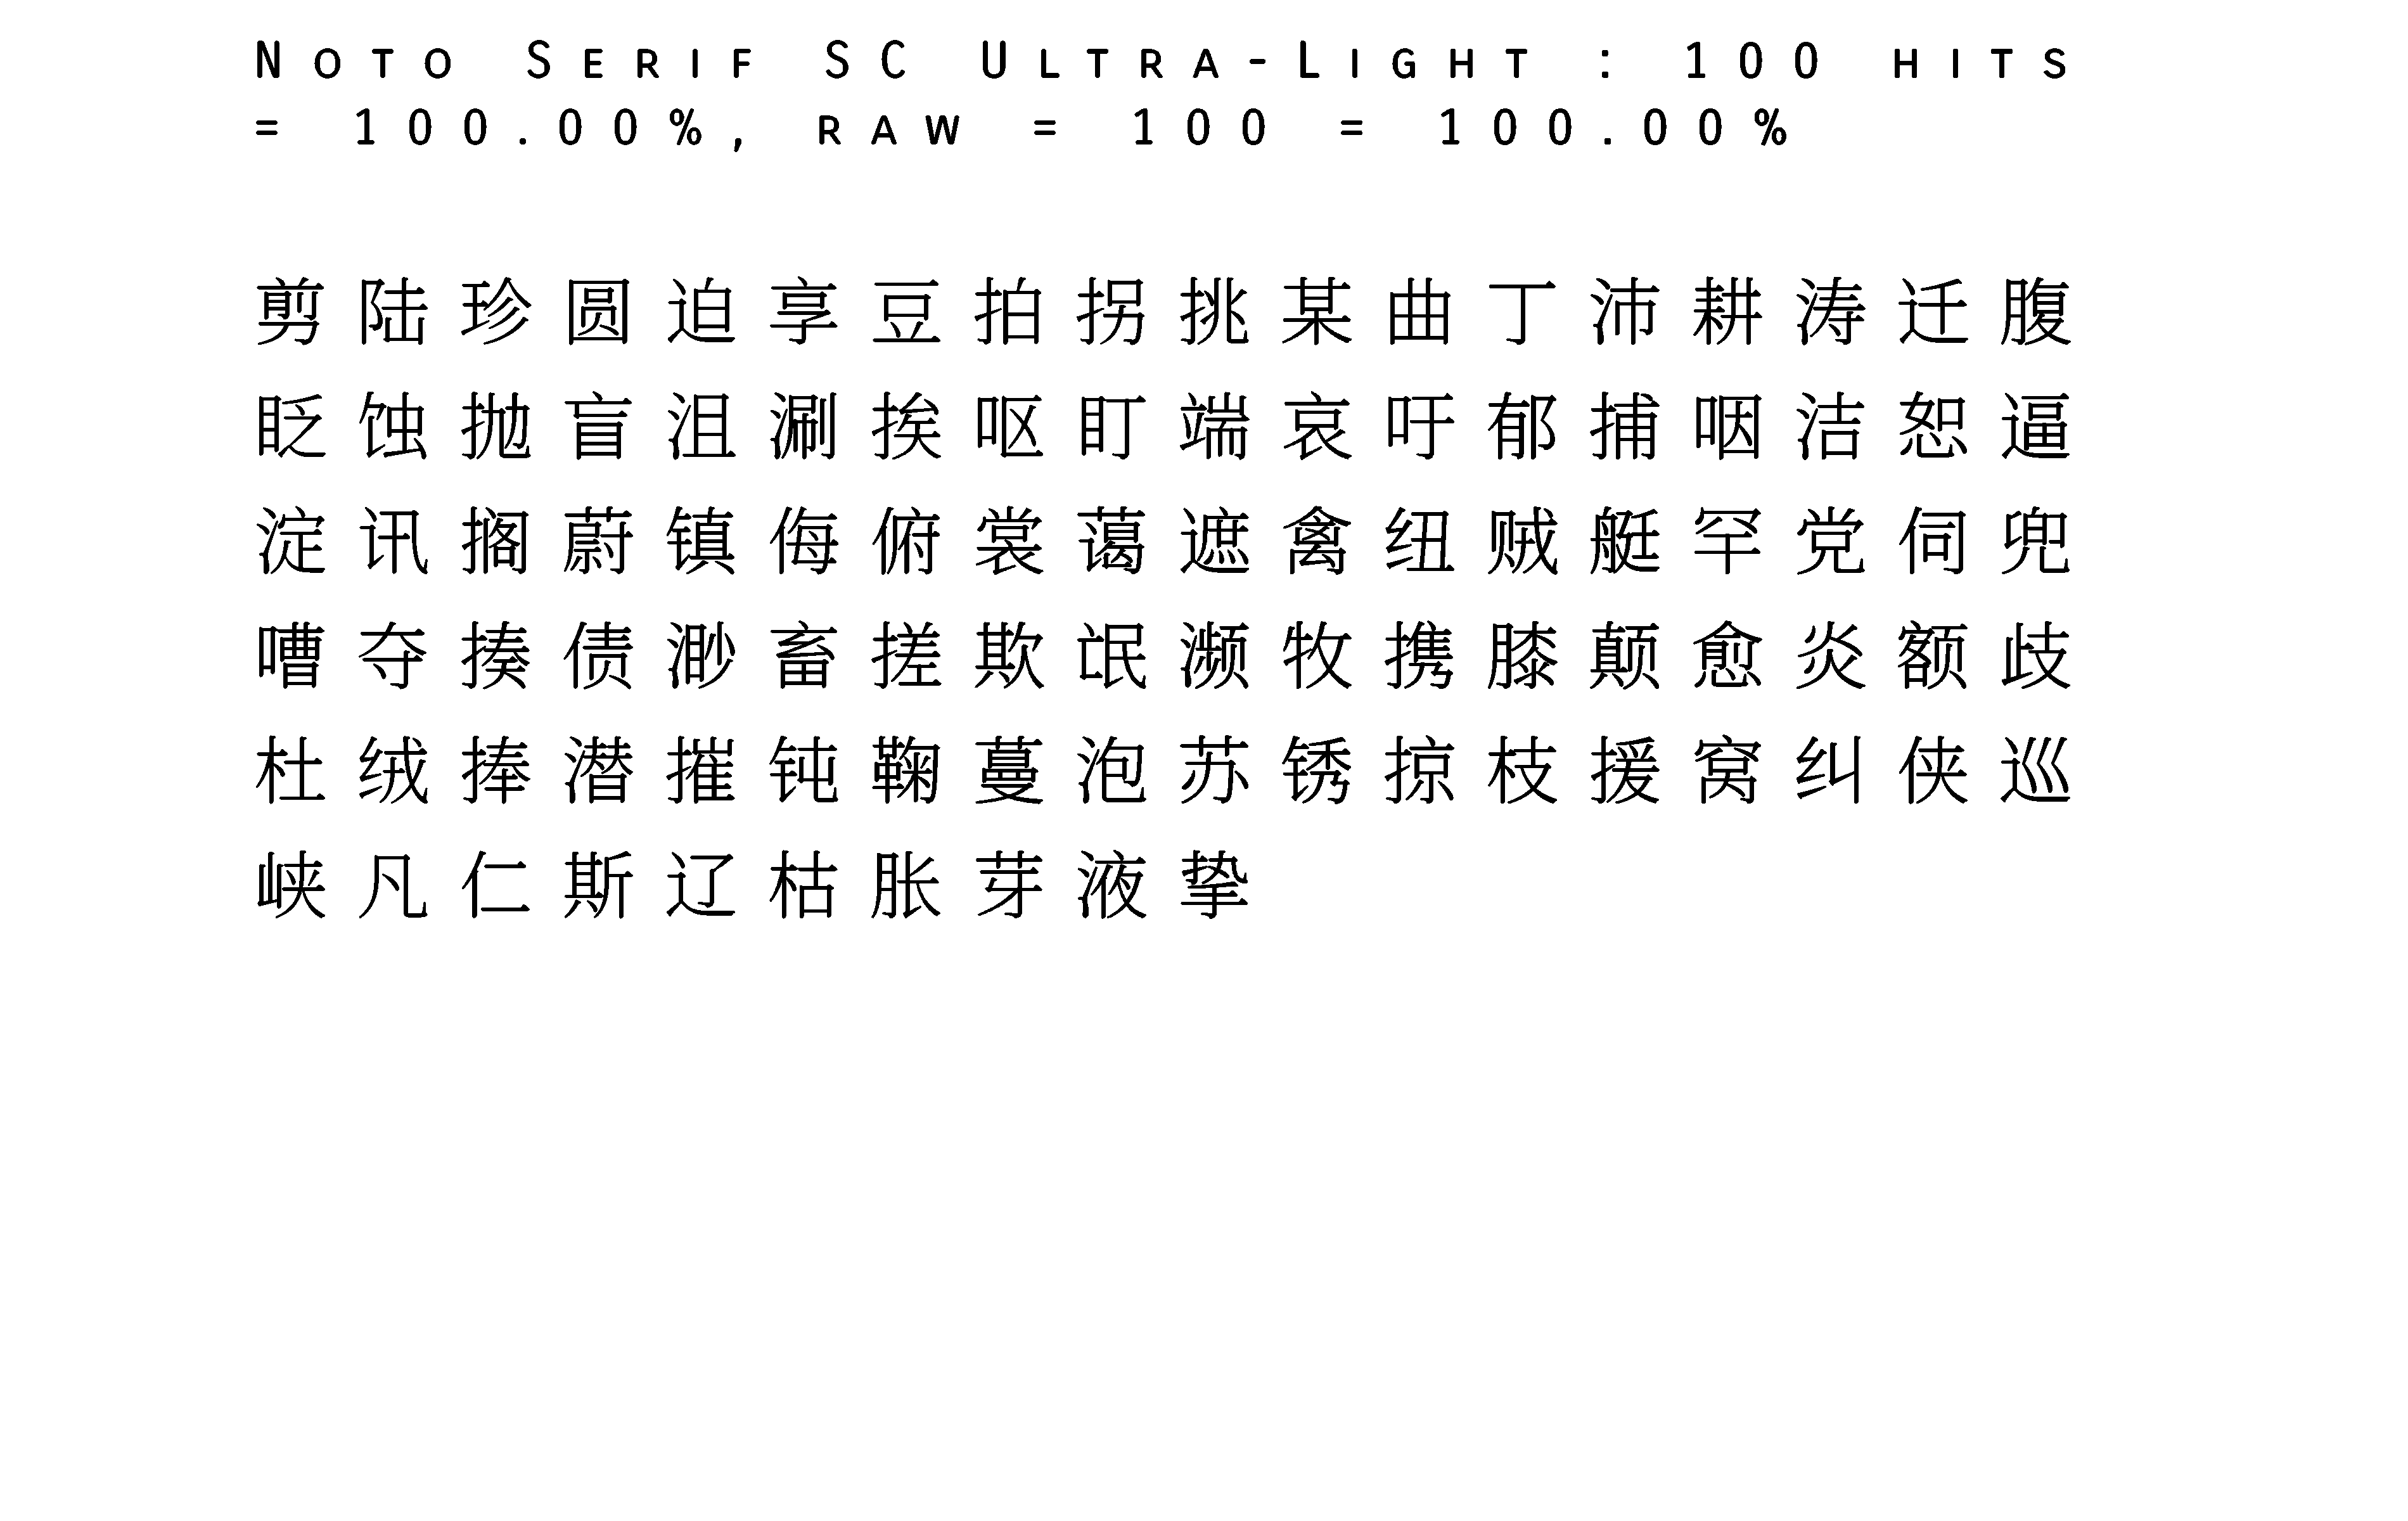 Noto Serif SC Ultra-Light : 100 hits
= 100.00%, raw = 100 = 100.00%
剪陆珍圆迫享豆拍拐挑某曲丁沛耕涛迁腹
眨蚀抛盲沮涮挨呕盯端哀吁郁捕咽洁恕逼
淀讯搁蔚镇侮俯裳蔼遮禽纽贼艇罕党伺兜
嘈夺揍债渺畜搓欺氓濒牧携膝颠愈炎额歧
杜绒捧潜摧钝鞠蔓泡苏锈掠枝援窝纠侠巡
峡凡仁斯辽枯胀芽液挚